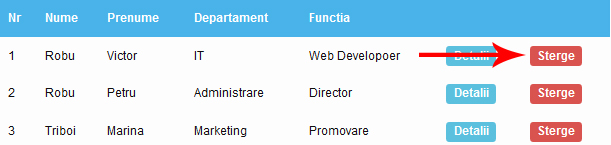 Nr Nume Prenume Departament Functia
1 Robu Victor IT Web Developoer Detalii Sterge
2 Robu Petru Administrare Director Detalii Sterge
3 Triboi Marina Marketing Promovare Detalii Sterge